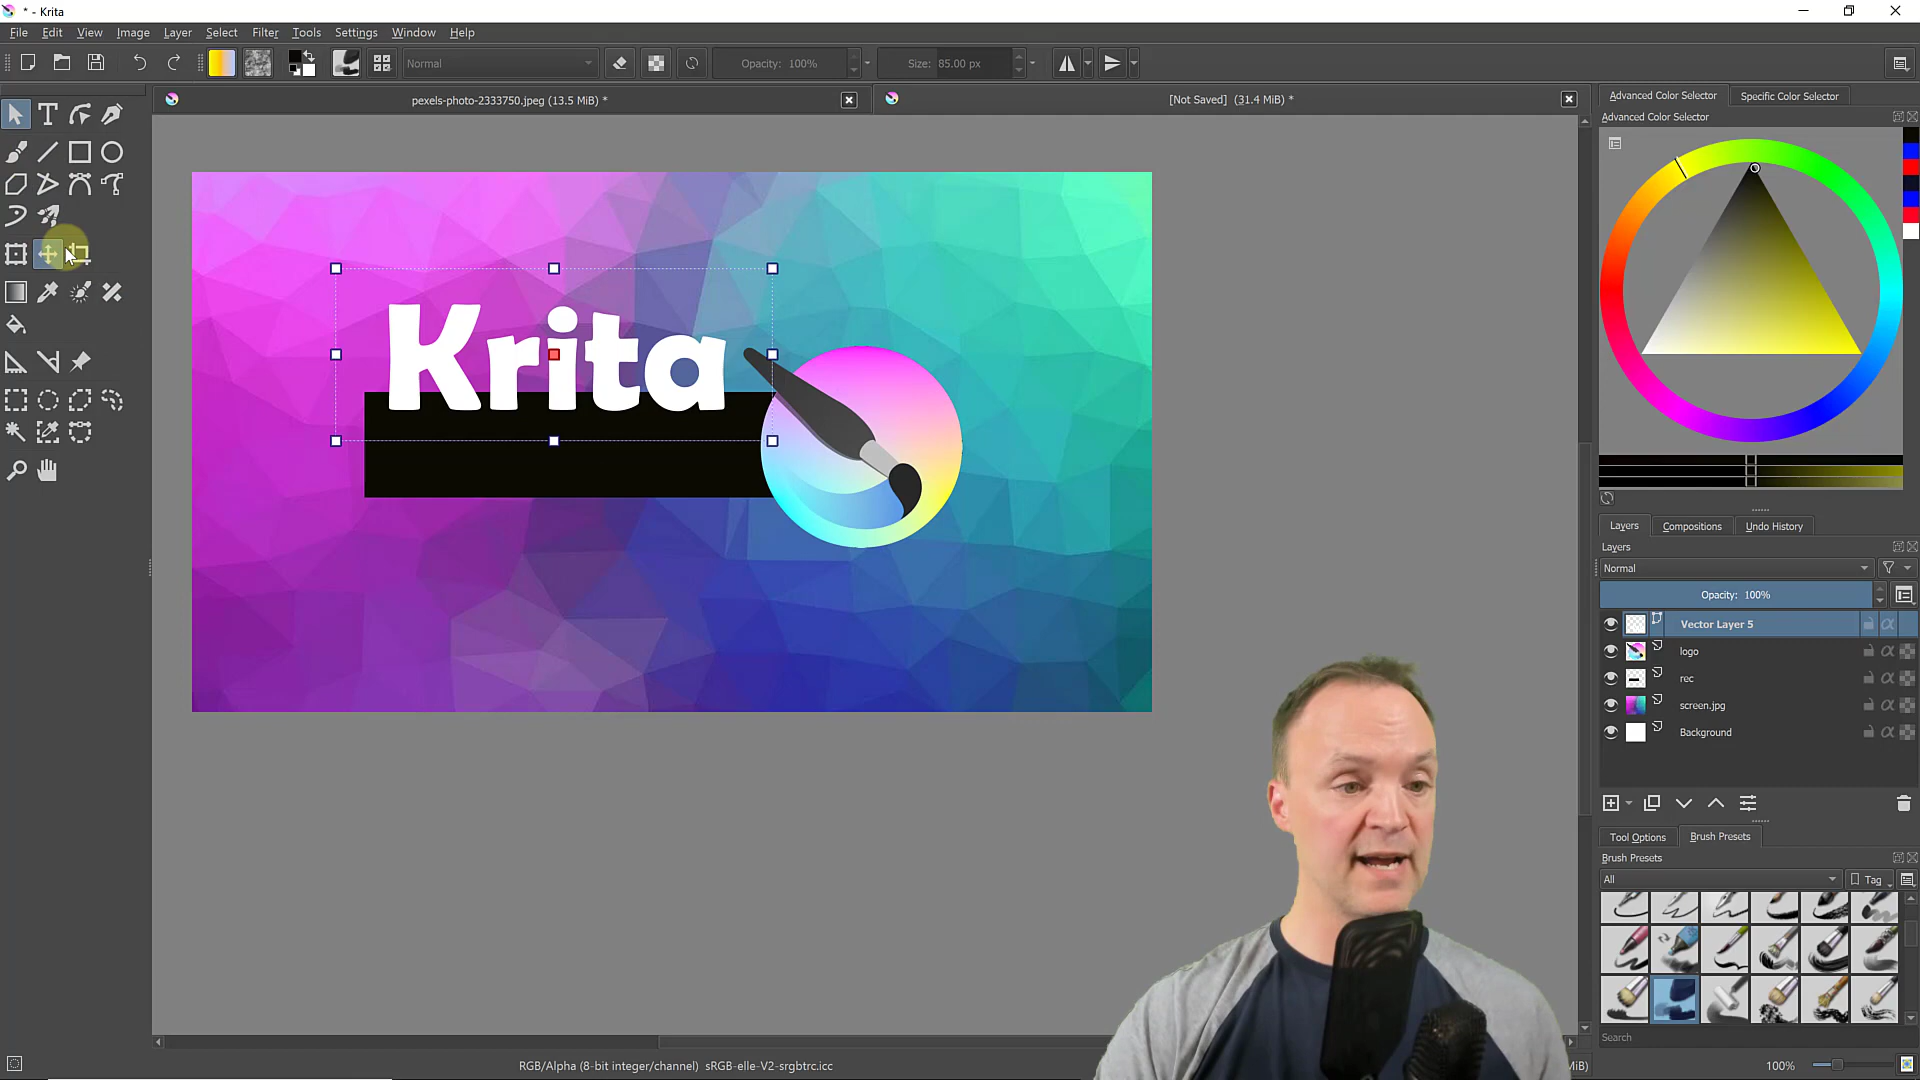 * - Krita
File Edit View Image Layer Select Filter Tools Settings Window Help
Normal Opacity: 100% Size: 85.00 px
pexels-photo-2333750.jpeg (13.5 MiB) * [Not Saved] (31.4 MiB) *
Advanced Color Selector Specific Color Selector
Advanced Color Selector
Krita
Layers Compositions Undo History
Layers
Normal
Opacity: 100%
Vector Layer 5
logo
rec
screen.jpg
Background
Tool Options Brush Presets
Brush Presets
All Tag
Search
RGB/Alpha (8-bit integer/channel) sRGB-elle-V2-srgbtrc.icc MiB) 100%